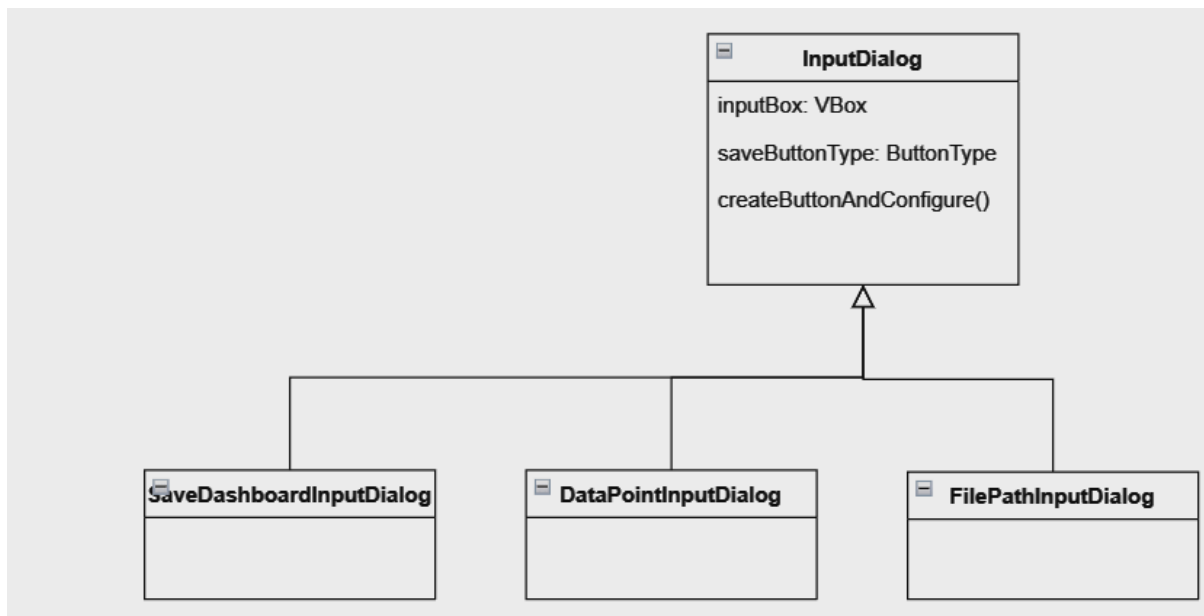 InputDialog
inputBox: VBox
saveButtonType: ButtonType
createButtonAndConfigure()
SaveDashboardInputDialog
DataPointInputDialog
FilePathInputDialog